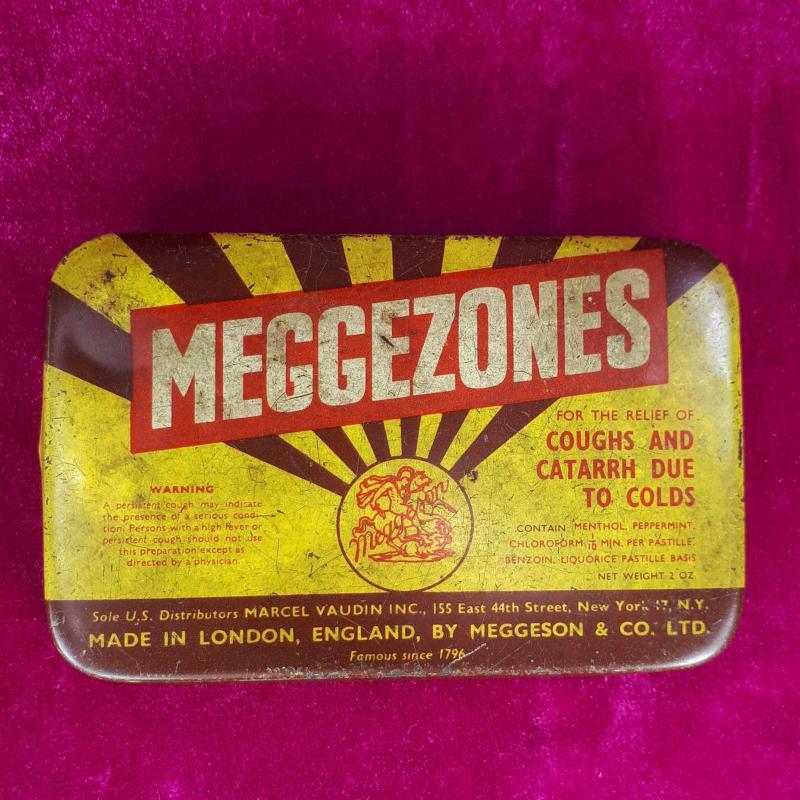 MEGGEZONES
FOR THE RELIEF OF
COUGHS AND
CATARRH DUE
TO COLDS
WARNING
A persistent cough may indicate
the presence of a serious condi-
tion. Persons with a high fever or
persistent cough should not use
this preparation except as
directed by a physician.
Meggeson
CONTAIN MENTHOL, PEPPERMINT,
CHLOROFORM 1/10 MIN. PER PASTILLE.
BENZOIN. LIQUORICE PASTILLE BASIS
NET WEIGHT 2 OZ.
Sole U.S. Distributors MARCEL VAUDIN INC., 155 East 44th Street, New York 17, N.Y.
MADE IN LONDON, ENGLAND, BY MEGGESON & CO. LTD.
Famous since 1796